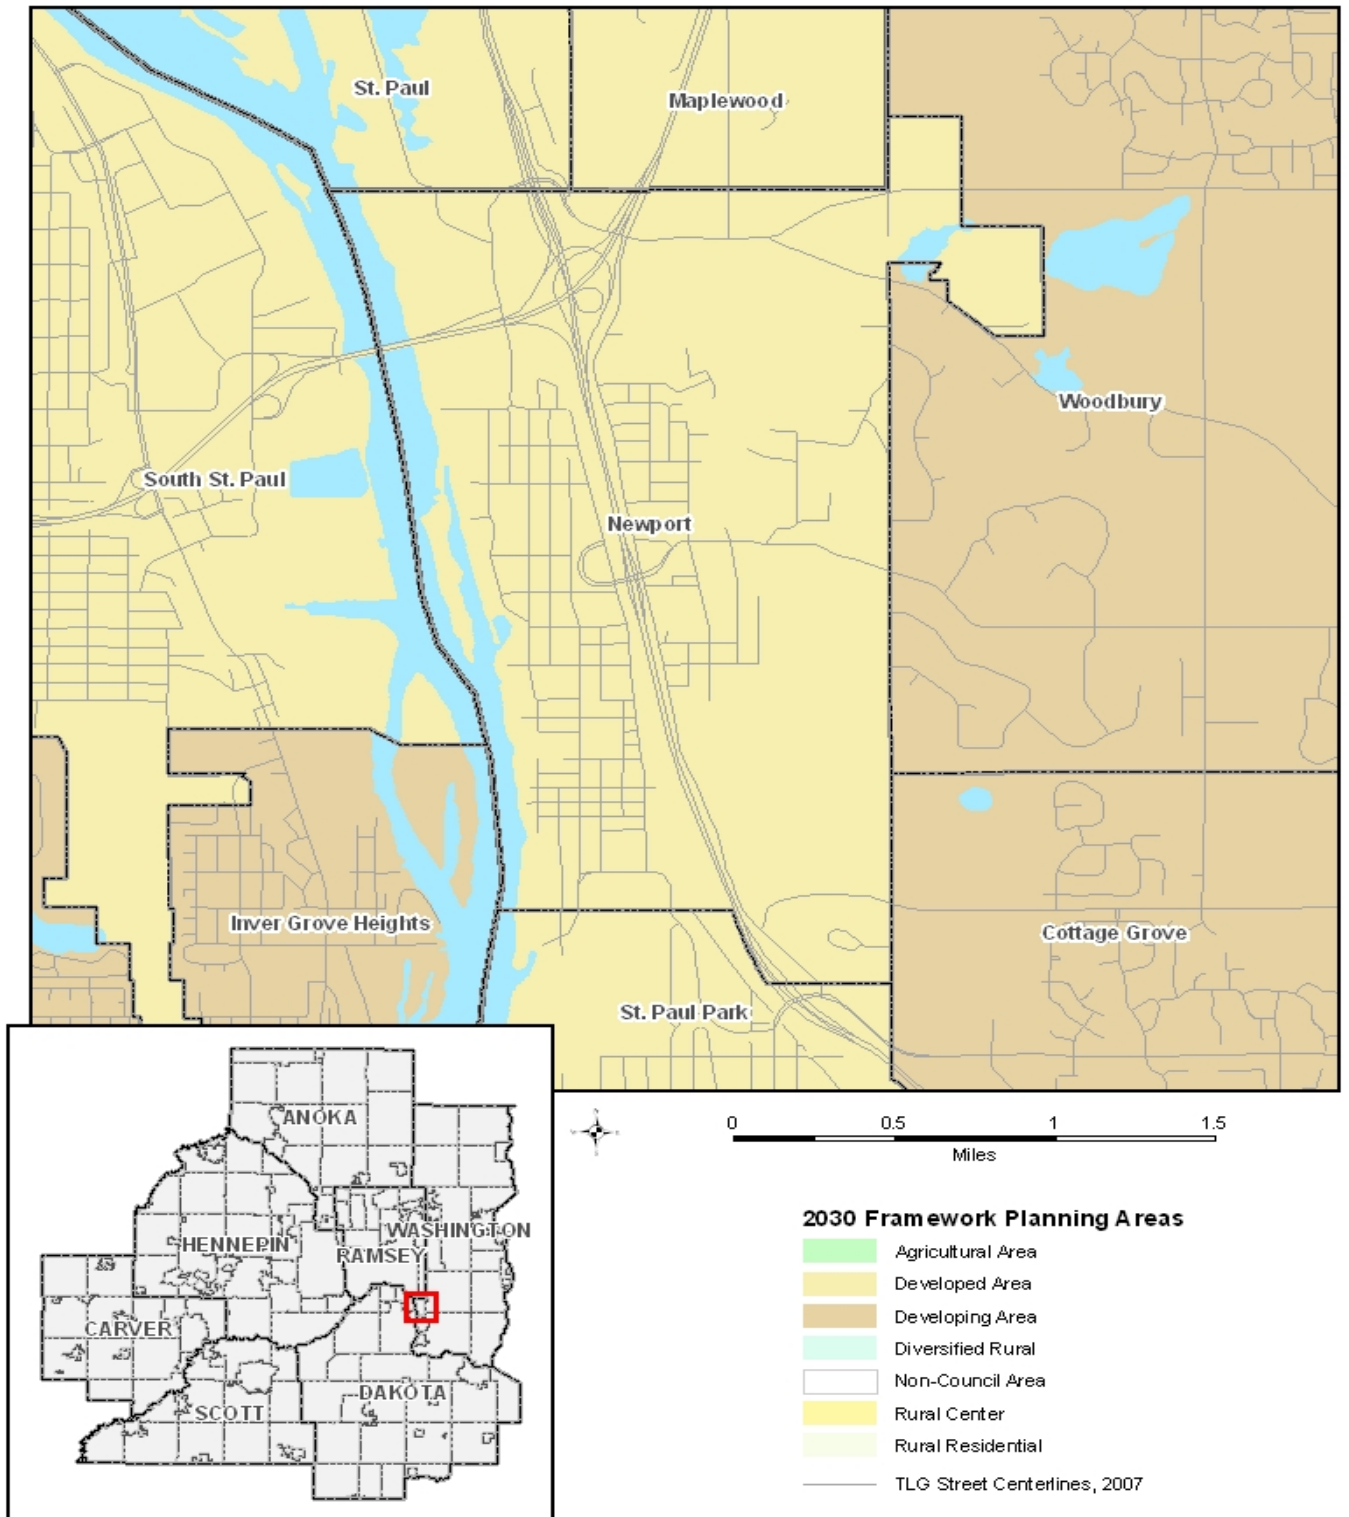 St. Paul
Maplewood
Woodbury
South St. Paul
Newport
Inver Grove Heights
Cottage Grove
St. Paul Park
ANOKA
WASHINGTON
HENNEPIN
RAMSEY
CARVER
DAKOTA
SCOTT
0 0.5 1 1.5
Miles
2030 Framework Planning Areas
Agricultural Area
Developed Area
Developing Area
Diversified Rural
Non-Council Area
Rural Center
Rural Residential
TLG Street Centerlines, 2007